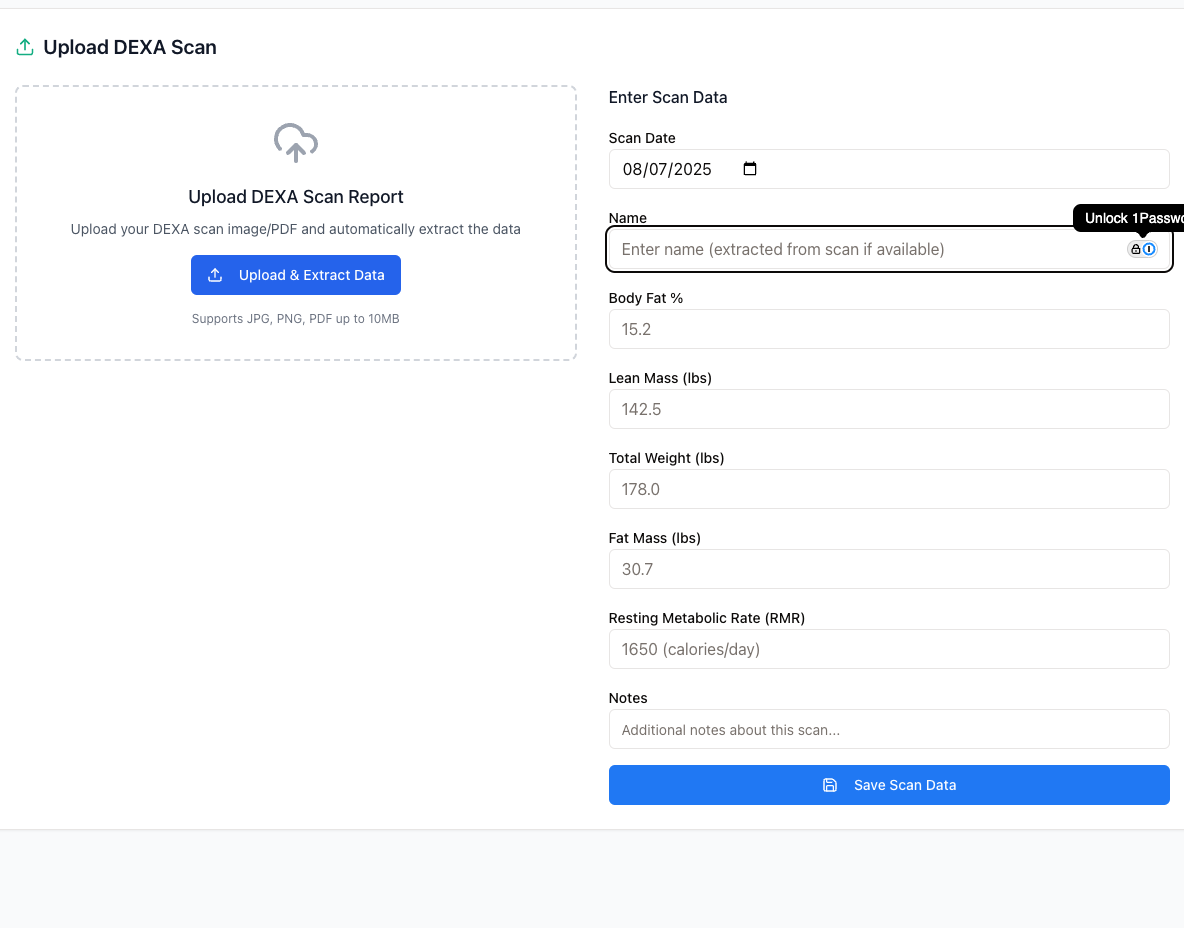 Upload DEXA Scan
Upload DEXA Scan Report
Upload your DEXA scan image/PDF and automatically extract the data
Upload & Extract Data
Supports JPG, PNG, PDF up to 10MB
Enter Scan Data
Scan Date
08/07/2025
Name
Unlock 1Passwo
Enter name (extracted from scan if available)
Body Fat %
15.2
Lean Mass (lbs)
142.5
Total Weight (lbs)
178.0
Fat Mass (lbs)
30.7
Resting Metabolic Rate (RMR)
1650 (calories/day)
Notes
Additional notes about this scan...
Save Scan Data